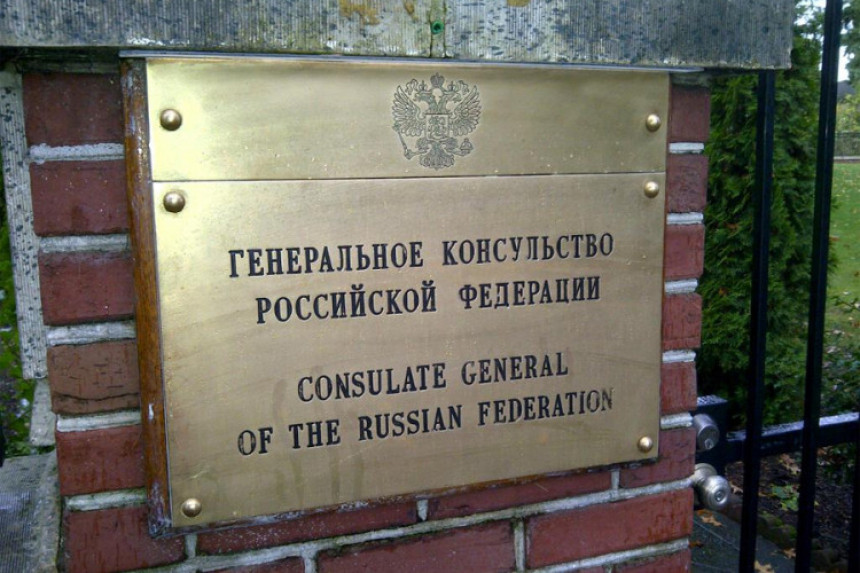 ГЕНЕРАЛЬНОЕ КОНСУЛЬСТВО
РОССИЙСКОЙ ФЕДЕРАЦИИ
CONSULATE GENERAL
OF THE RUSSIAN FEDERATION